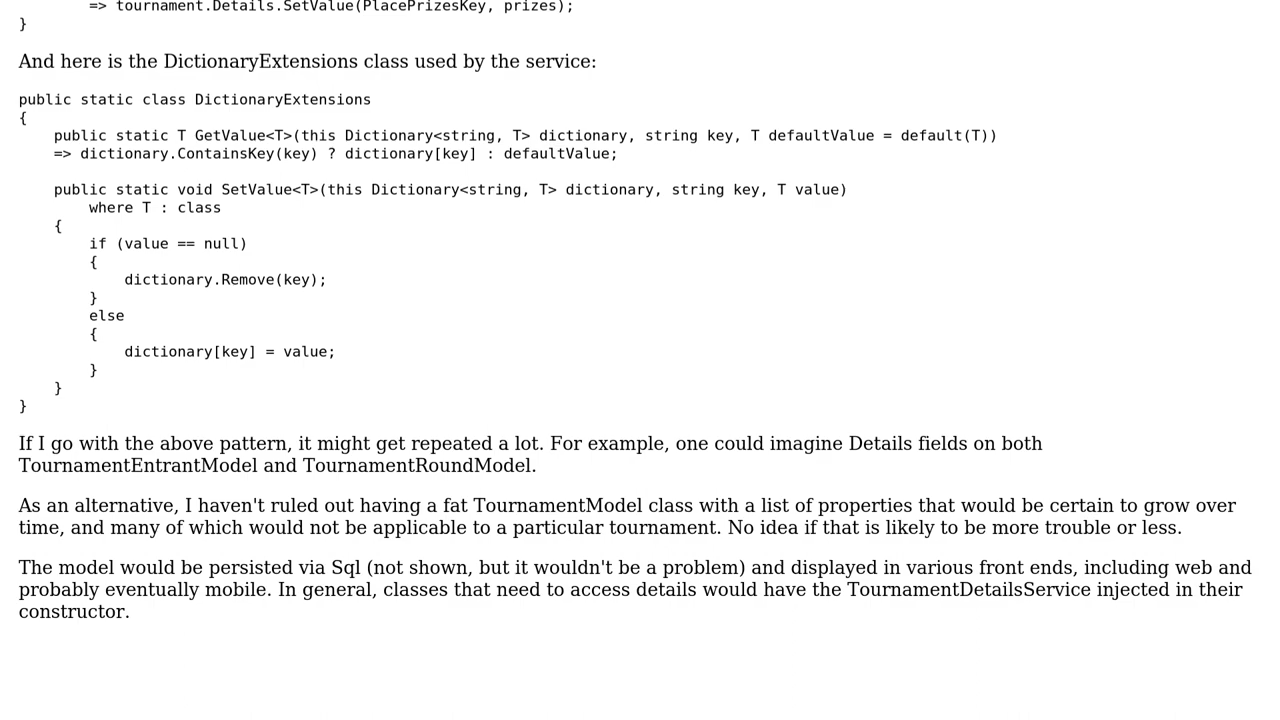 => tournament.Details.SetValue(PlacePrizesKey, prizes);
}
And here is the DictionaryExtensions class used by the service:
public static class DictionaryExtensions
{
    public static T GetValue<T>(this Dictionary<string, T> dictionary, string key, T defaultValue = default(T))
    => dictionary.ContainsKey(key) ? dictionary[key] : defaultValue;
    public static void SetValue<T>(this Dictionary<string, T> dictionary, string key, T value)
        where T : class
    {
        if (value == null)
        {
            dictionary.Remove(key);
        }
        else
        {
            dictionary[key] = value;
        }
    }
}
If I go with the above pattern, it might get repeated a lot. For example, one could imagine Details fields on both
TournamentEntrantModel and TournamentRoundModel.
As an alternative, I haven't ruled out having a fat TournamentModel class with a list of properties that would be certain to grow over
time, and many of which would not be applicable to a particular tournament. No idea if that is likely to be more trouble or less.
The model would be persisted via Sql (not shown, but it wouldn't be a problem) and displayed in various front ends, including web and
probably eventually mobile. In general, classes that need to access details would have the TournamentDetailsService injected in their
constructor.